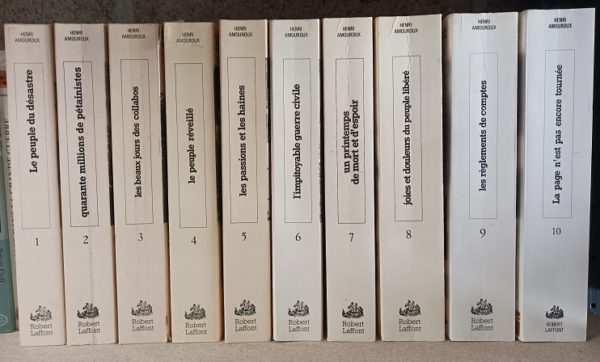 HENRI
AMOUROUX
Le peuple du désastre
1
Robert
Laffont
HENRI
AMOUROUX
quarante millions de pétainistes
2
Robert
Laffont
HENRI
AMOUROUX
les beaux jours des collabos
3
Robert
Laffont
HENRI
AMOUROUX
le peuple réveillé
4
Robert
Laffont
HENRI
AMOUROUX
les passions et les haines
5
Robert
Laffont
HENRI
AMOUROUX
l'impitoyable guerre civile
6
Robert
Laffont
HENRI
AMOUROUX
un printemps
de mort et d'espoir
7
Robert
Laffont
HENRI
AMOUROUX
joies et douleurs du peuple libéré
8
Robert
Laffont
HENRI
AMOUROUX
les règlements de comptes
9
Robert
Laffont
HENRI
AMOUROUX
La page n'est pas encore tournée
10
ROBERT
LAFFONT